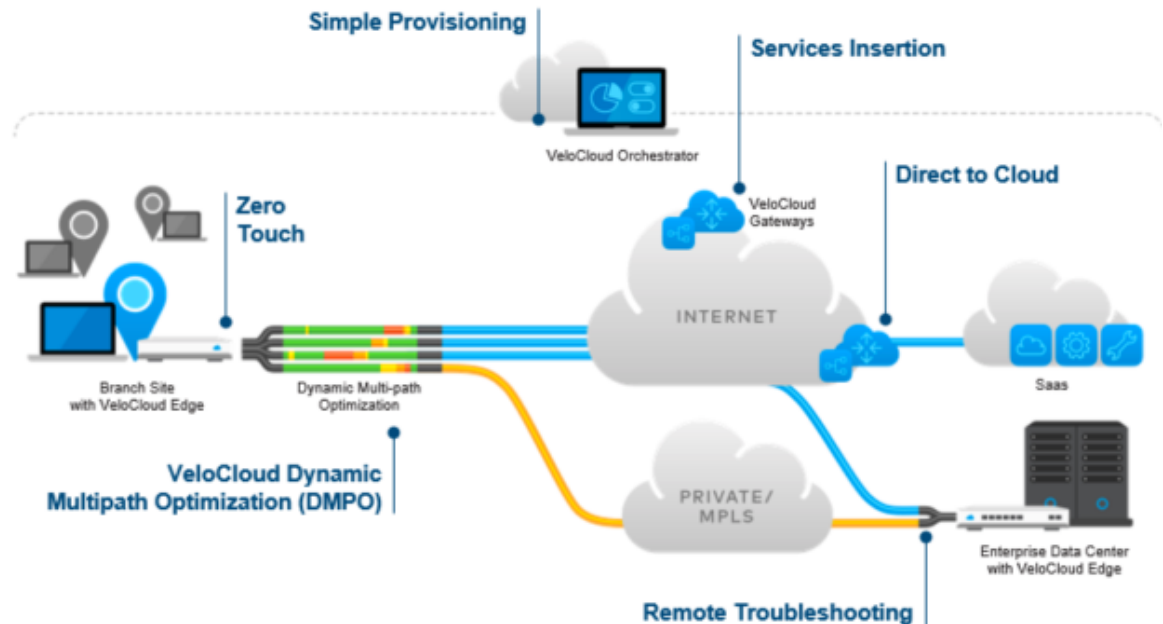 Simple Provisioning
Services Insertion
VeloCloud Orchestrator
Direct to Cloud
VeloCloud
Gateways
Zero
Touch
INTERNET
Branch Site
with VeloCloud Edge
Dynamic Multi-path
Optimization
Saas
VeloCloud Dynamic
Multipath Optimization (DMPO)
PRIVATE/
MPLS
Enterprise Data Center
with VeloCloud Edge
Remote Troubleshooting